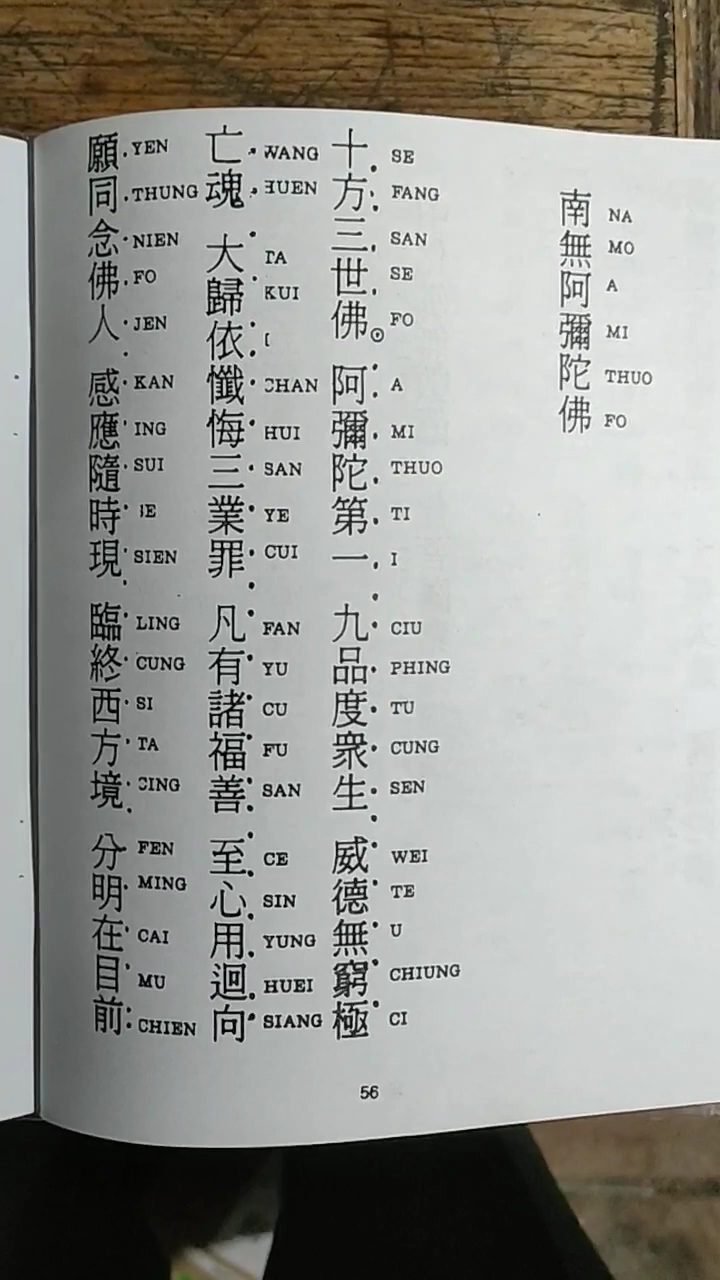 南無阿彌陀佛
NA MO A MI THUO FO
十方三世佛 阿彌陀第一 九品度衆生 威德無窮極
SE FANG SAN SE FO A MI THUO TI I CIU PHING TU CUNG SEN WEI TE U CHIUNG CI
亡魂大歸依 懺悔三業罪 凡有諸福善 至心用迴向
WANG HUEN TA KUI I CHAN HUI SAN YE CUI FAN YU CU FU SAN CE SIN YUNG HUEI SIANG
願同念佛人 感應隨時現 臨終西方境 分明在目前
YEN THUNG NIEN FO JEN KAN ING SUI SIEN LING CUNG SI TA CING FEN MING CAI MU CHIEN
56